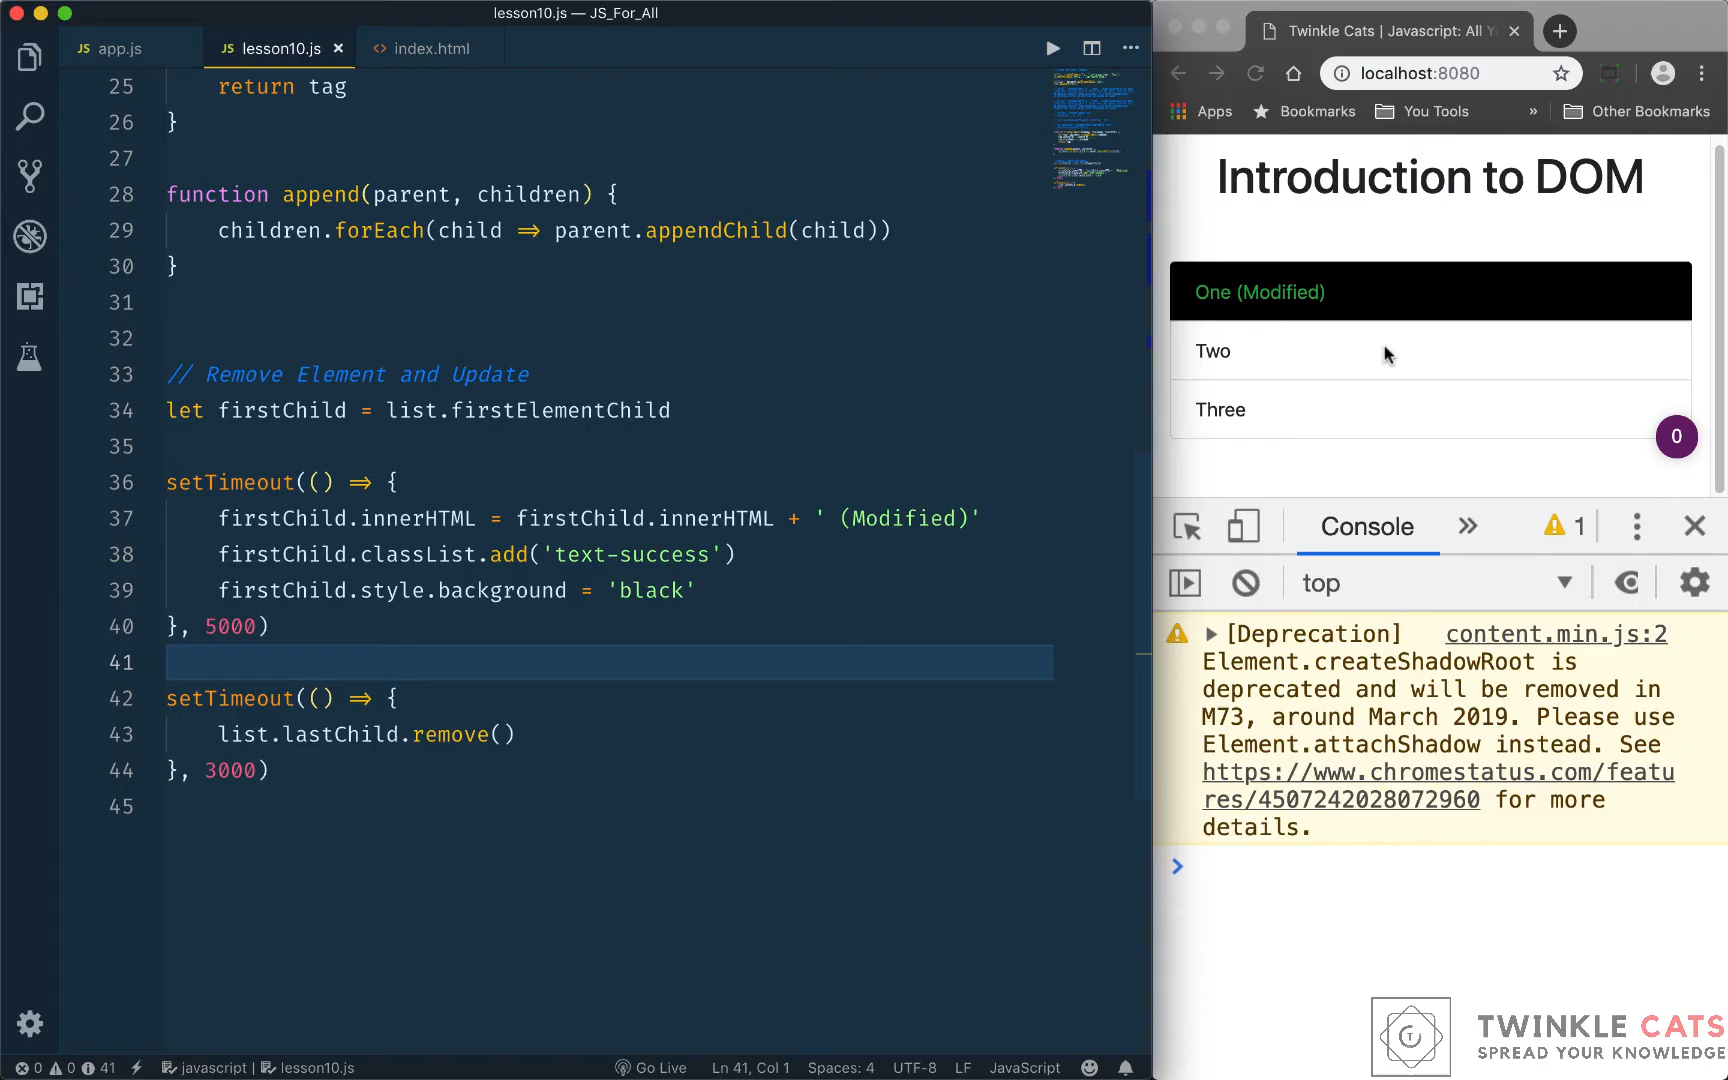 lesson10.js — JS_For_All
JS app.js
JS lesson10.js ×
<> index.html
25 return tag
26 }
27
28 function append(parent, children) {
29 children.forEach(child => parent.appendChild(child))
30 }
31
32
33 // Remove Element and Update
34 let firstChild = list.firstElementChild
35
36 setTimeout(() => {
37 firstChild.innerHTML = firstChild.innerHTML + ' (Modified)'
38 firstChild.classList.add('text-success')
39 firstChild.style.background = 'black'
40 }, 5000)
41
42 setTimeout(() => {
43 list.lastChild.remove()
44 }, 3000)
45
0 0 41 javascript | lesson10.js Go Live Ln 41, Col 1 Spaces: 4 UTF-8 LF JavaScript
Twinkle Cats | Javascript: All Y
localhost:8080
Apps Bookmarks You Tools » Other Bookmarks
Introduction to DOM
One (Modified)
Two
Three
0
Console » 1
top
[Deprecation] content.min.js:2
Element.createShadowRoot is
deprecated and will be removed in
M73, around March 2019. Please use
Element.attachShadow instead. See
https://www.chromestatus.com/featu
res/4507242028072960 for more
details.
TWINKLE CATS
SPREAD YOUR KNOWLEDGE